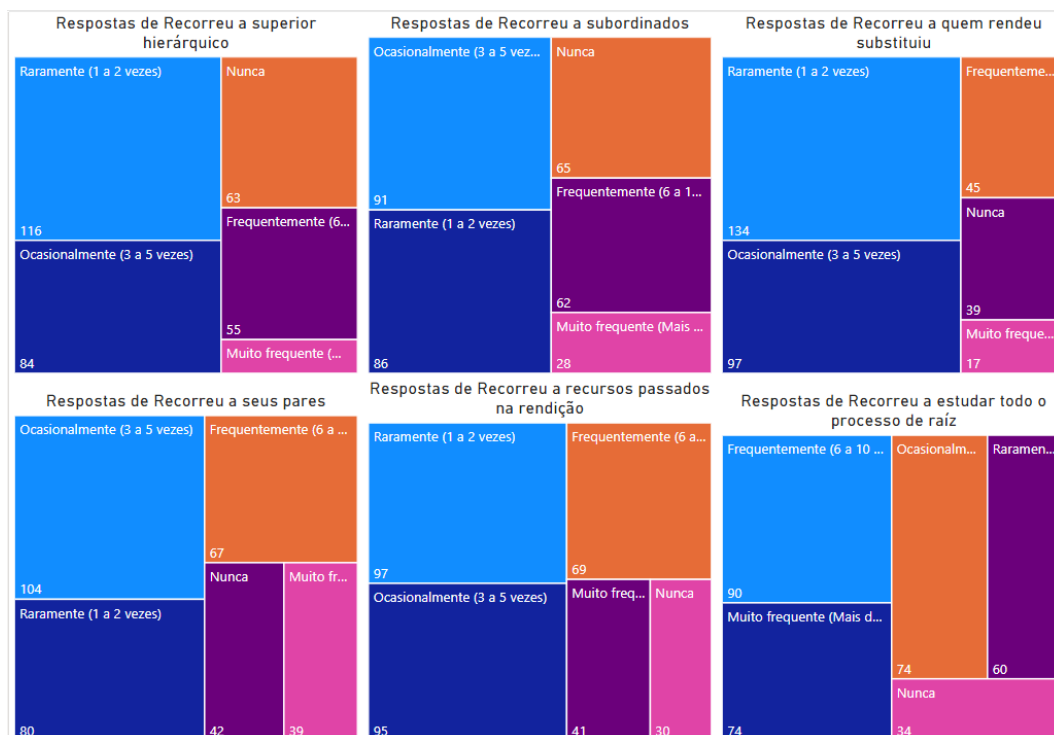 Respostas de Recorreu a superior
hierárquico
Raramente (1 a 2 vezes)
116
Ocasionalmente (3 a 5 vezes)
84
Nunca
63
Frequentemente (6...
55
Muito frequente (...
Respostas de Recorreu a subordinados
Ocasionalmente (3 a 5 vez...
91
Raramente (1 a 2 vezes)
86
Nunca
65
Frequentemente (6 a 1...
62
Muito frequente (Mais ...
28
Respostas de Recorreu a quem rendeu
substituiu
Raramente (1 a 2 vezes)
134
Ocasionalmente (3 a 5 vezes)
97
Frequenteme...
45
Nunca
39
Muito freque...
17
Respostas de Recorreu a seus pares
Ocasionalmente (3 a 5 vezes)
104
Raramente (1 a 2 vezes)
80
Frequentemente (6 a ...
67
Nunca
42
Muito fr...
39
Respostas de Recorreu a recursos passados
na rendição
Raramente (1 a 2 vezes)
97
Ocasionalmente (3 a 5 vezes)
95
Frequentemente (6 a...
69
Muito freq...
41
Nunca
30
Respostas de Recorreu a estudar todo o
processo de raíz
Frequentemente (6 a 10 ...
90
Muito frequente (Mais d...
74
Ocasionalm...
74
Raramen...
60
Nunca
34